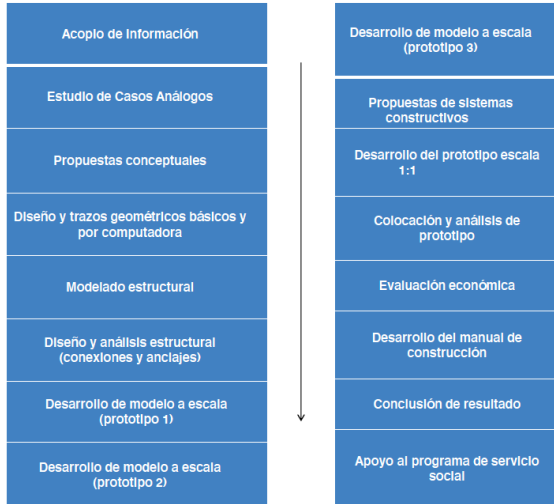 Acopio de Información
Estudio de Casos Análogos
Propuestas conceptuales
Diseño y trazos geométricos básicos y
por computadora
Modelado estructural
Diseño y análisis estructural
(conexiones y anclajes)
Desarrollo de modelo a escala
(prototipo 1)
Desarrollo de modelo a escala
(prototipo 2)
Desarrollo de modelo a escala
(prototipo 3)
Propuestas de sistemas
constructivos
Desarrollo del prototipo escala
1:1
Colocación y análisis de
prototipo
Evaluación económica
Desarrollo del manual de
construcción
Conclusión de resultado
Apoyo al programa de servicio
social